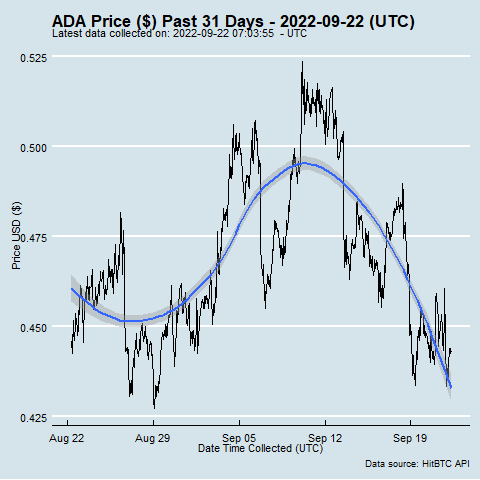 ADA Price ($) Past 31 Days - 2022-09-22 (UTC)
Latest data collected on: 2022-09-22 07:03:55  - UTC
0.525
0.500
0.475
0.450
0.425
Price USD ($)
Aug 22 Aug 29 Sep 05 Sep 12 Sep 19
Date Time Collected (UTC)
Data source: HitBTC API